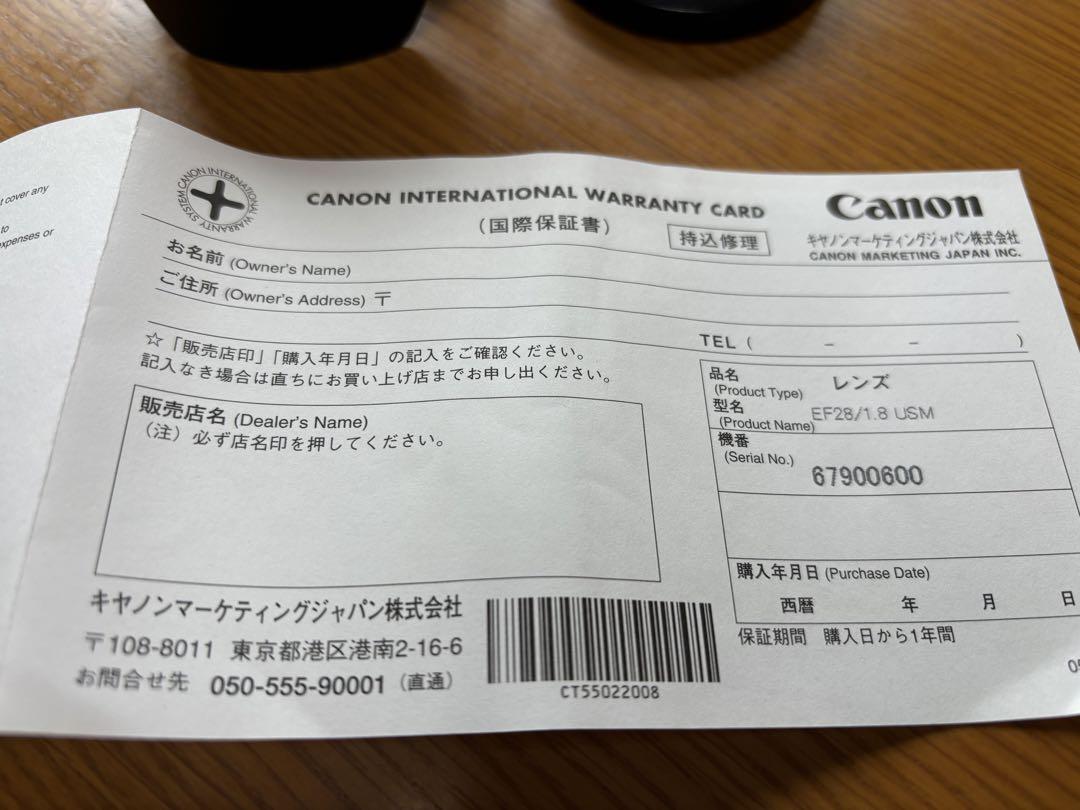 t cover any
to
expenses or
CANON INTERNATIONAL WARRANTY SYSTEM
CANON INTERNATIONAL WARRANTY CARD
(国際保証書)
持込修理
Canon
キヤノンマーケティングジャパン株式会社
CANON MARKETING JAPAN INC.
お名前 (Owner's Name)
ご住所 (Owner's Address) 〒
TEL ( – – )
☆「販売店印」「購入年月日」の記入をご確認ください。
記入なき場合は直ちにお買い上げ店までお申し出ください。
販売店名 (Dealer's Name)
(注) 必ず店名印を押してください。
品名
(Product Type) レンズ
型名
(Product Name) EF28/1.8 USM
機番
(Serial No.)
67900600
購入年月日 (Purchase Date)
西暦 年 月 日
保証期間 購入日から1年間
キヤノンマーケティングジャパン株式会社
〒108-8011 東京都港区港南2-16-6
お問合せ先 050-555-90001 (直通)
CT55022008